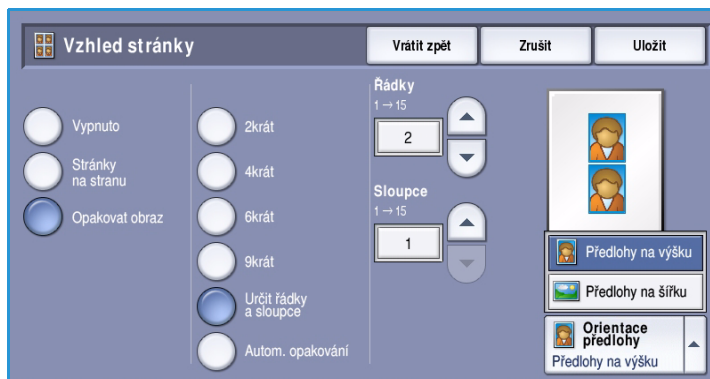 Vzhled stránky
Vrátit zpět
Zrušit
Uložit
Vypnuto
Stránky
na stranu
Opakovat obraz
2krát
4krát
6krát
9krát
Určit řádky
a sloupce
Autom. opakování
Řádky
1→15
2
Sloupce
1→15
1
Předlohy na výšku
Předlohy na šířku
Orientace
předlohy
Předlohy na výšku